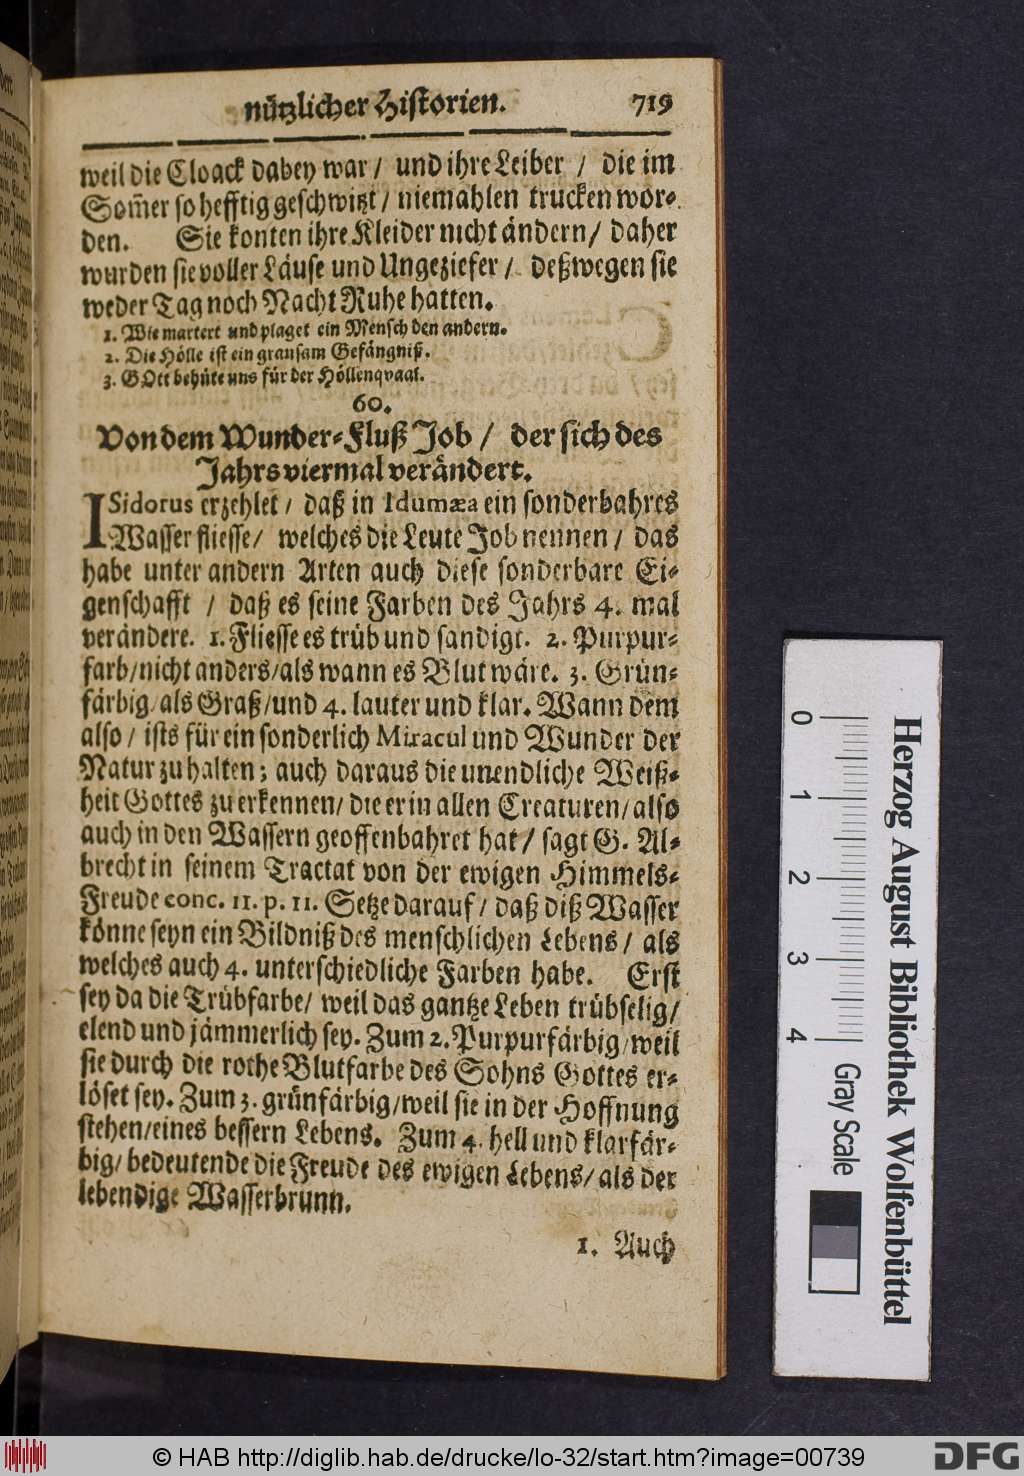 nützlicher Historien. 719
weil die Cloack dabey war / und ihre Leiber / die im
Som̄er so hefftig geschwitzt / niemahlen trucken wor-
den. Sie konten ihre Kleider nicht ändern / daher
wurden sie voller Läuse und Ungeziefer / deßwegen sie
weder Tag noch Nacht Ruhe hatten.
1. Wie martert und plaget ein Mensch den andern.
2. Die Hölle ist ein grausam Gefängniß.
3. GOtt behüte uns für der Höllenqvaal.
60.
Von dem Wunder-Fluß Job / der sich des
Jahrs viermal verändert.
ISidorus erzehlet / daß in Idumæa ein sonderbahres
Wasser fliesse / welches die Leute Job nennen / das
habe unter andern Arten auch diese sonderbare Ei-
genschafft / daß es seine Farben des Jahrs 4. mal
verändere. 1. Fliesse es trüb und sandigt. 2. Purpur-
farb / nicht anders / als wann es Blut wäre. 3. Grün-
färbig / als Graß / und 4. lauter und klar. Wann dem
also / ists für ein sonderlich Miracul und Wunder der
Natur zu halten; auch daraus die unendliche Weiß-
heit Gottes zu erkennen / die er in allen Creaturen / also
auch in den Wassern geoffenbahret hat / sagt G. Al-
brecht in seinem Tractat von der ewigen Himmels-
Freude conc. 11. p. 11. Setze darauf / daß diß Wasser
könne seyn ein Bildniß des menschlichen Lebens / als
welches auch 4. unterschiedliche Farben habe. Erst
sey da die Trübfarbe / weil das gantze Leben trübselig /
elend und jämmerlich sey. Zum 2. Purpurfärbig / weil
sie durch die rothe Blutfarbe des Sohns Gottes er-
löset sey. Zum 3. grünfärbig / weil sie in der Hoffnung
stehen / eines bessern Lebens. Zum 4. hell und klarfär-
big / bedeutende die Freude des ewigen Lebens / als der
lebendige Wasserbrunn.
1. Auch
0 1 2 3 4 Gray Scale
Herzog August Bibliothek Wolfenbüttel
© HAB http://diglib.hab.de/drucke/lo-32/start.htm?image=00739
DFG